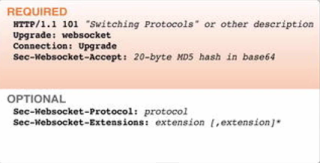 REQUIRED
HTTP/1.1 101 "Switching Protocols" or other description
Upgrade: websocket
Connection: Upgrade
Sec-Websocket-Accept: 20-byte MD5 hash in base64
OPTIONAL
Sec-Websocket-Protocol: protocol
Sec-Websocket-Extensions: extension [,extension]*